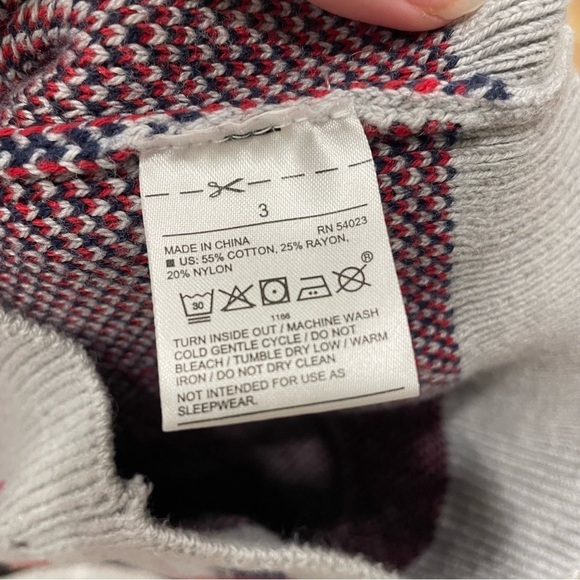 3
MADE IN CHINA RN 54023
US: 55% COTTON, 25% RAYON,
20% NYLON
30
®
1166
TURN INSIDE OUT / MACHINE WASH
COLD GENTLE CYCLE / DO NOT
BLEACH / TUMBLE DRY LOW / WARM
IRON / DO NOT DRY CLEAN
NOT INTENDED FOR USE AS
SLEEPWEAR.